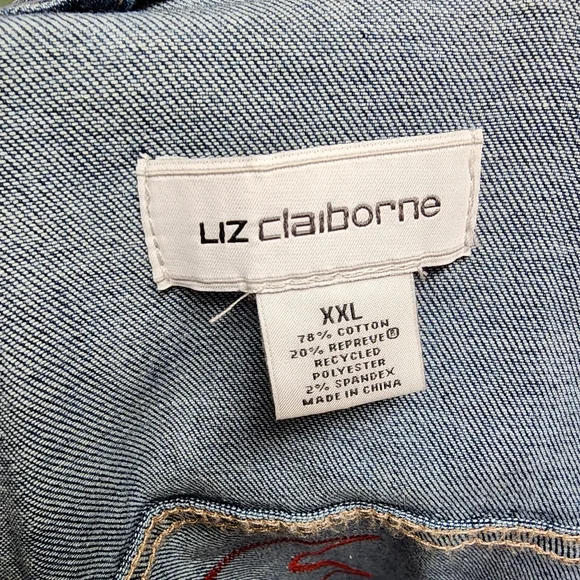 LIZ claiborne
XXL
78% COTTON
20% REPREVE®
RECYCLED
POLYESTER
2% SPANDEX
MADE IN CHINA